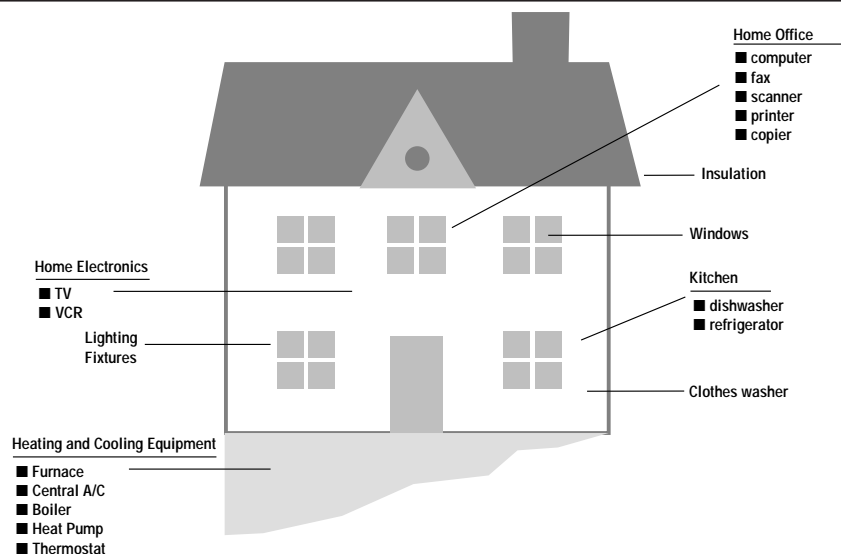 Home Office
■ computer
■ fax
■ scanner
■ printer
■ copier
Insulation
Windows
Home Electronics
■ TV
■ VCR
Kitchen
■ dishwasher
■ refrigerator
Lighting
Fixtures
Clothes washer
Heating and Cooling Equipment
■ Furnace
■ Central A/C
■ Boiler
■ Heat Pump
■ Thermostat